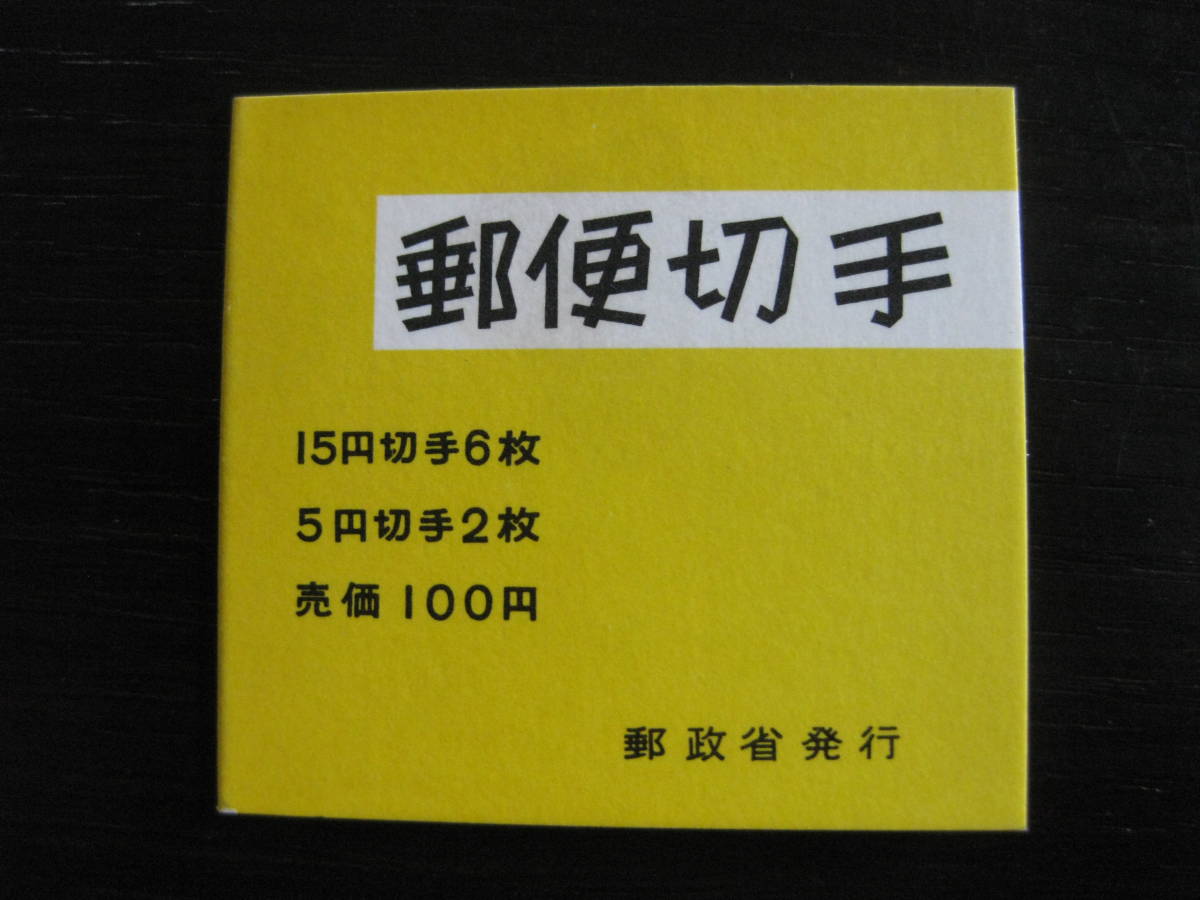 郵便切手
15円切手6枚
5円切手2枚
売価100円
郵政省発行